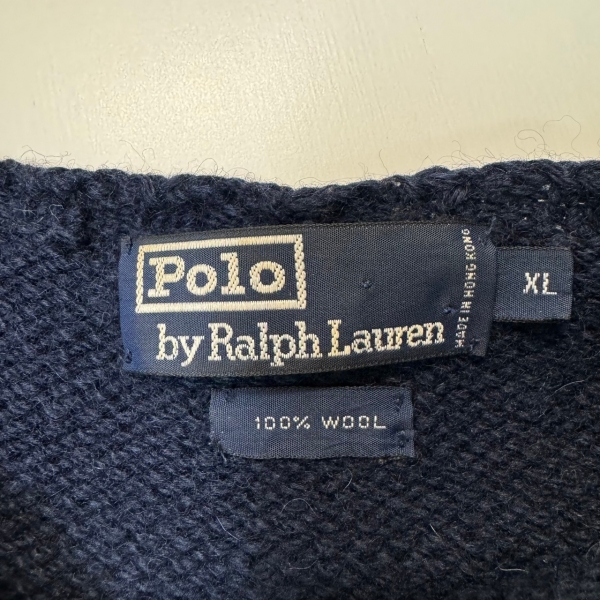 Polo
by Ralph Lauren
MADE IN HONG KONG
XL
100% WOOL